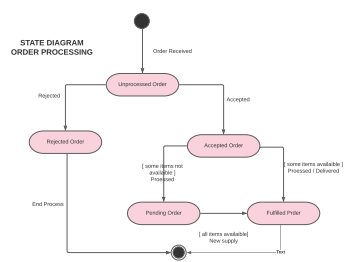 STATE DIAGRAM
ORDER PROCESSING
Order Received
Unprocessed Order
Rejected
Accepted
Rejected Order
Accepted Order
[ some items not
available ]
Processed
[ some items available ]
Proessed / Delivered
End Process
Pending Order
Fulfilled Prder
[ all items available]
New supply
Text